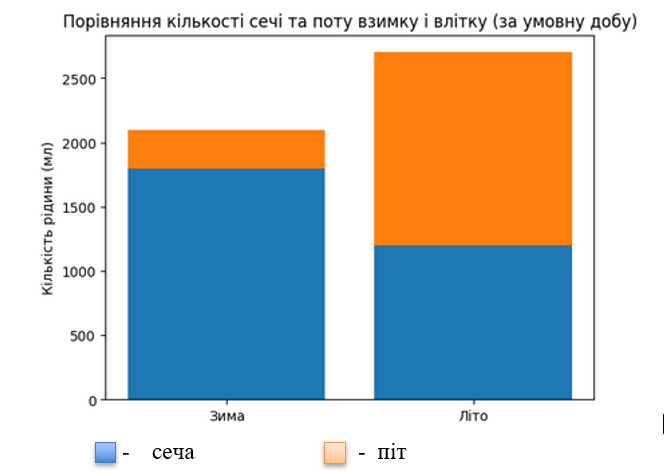 Порівняння кількості сечі та поту взимку і влітку (за умовну добу)
Кількість рідини (мл)
2500
2000
1500
1000
500
0
Зима Літо
- сеча - піт